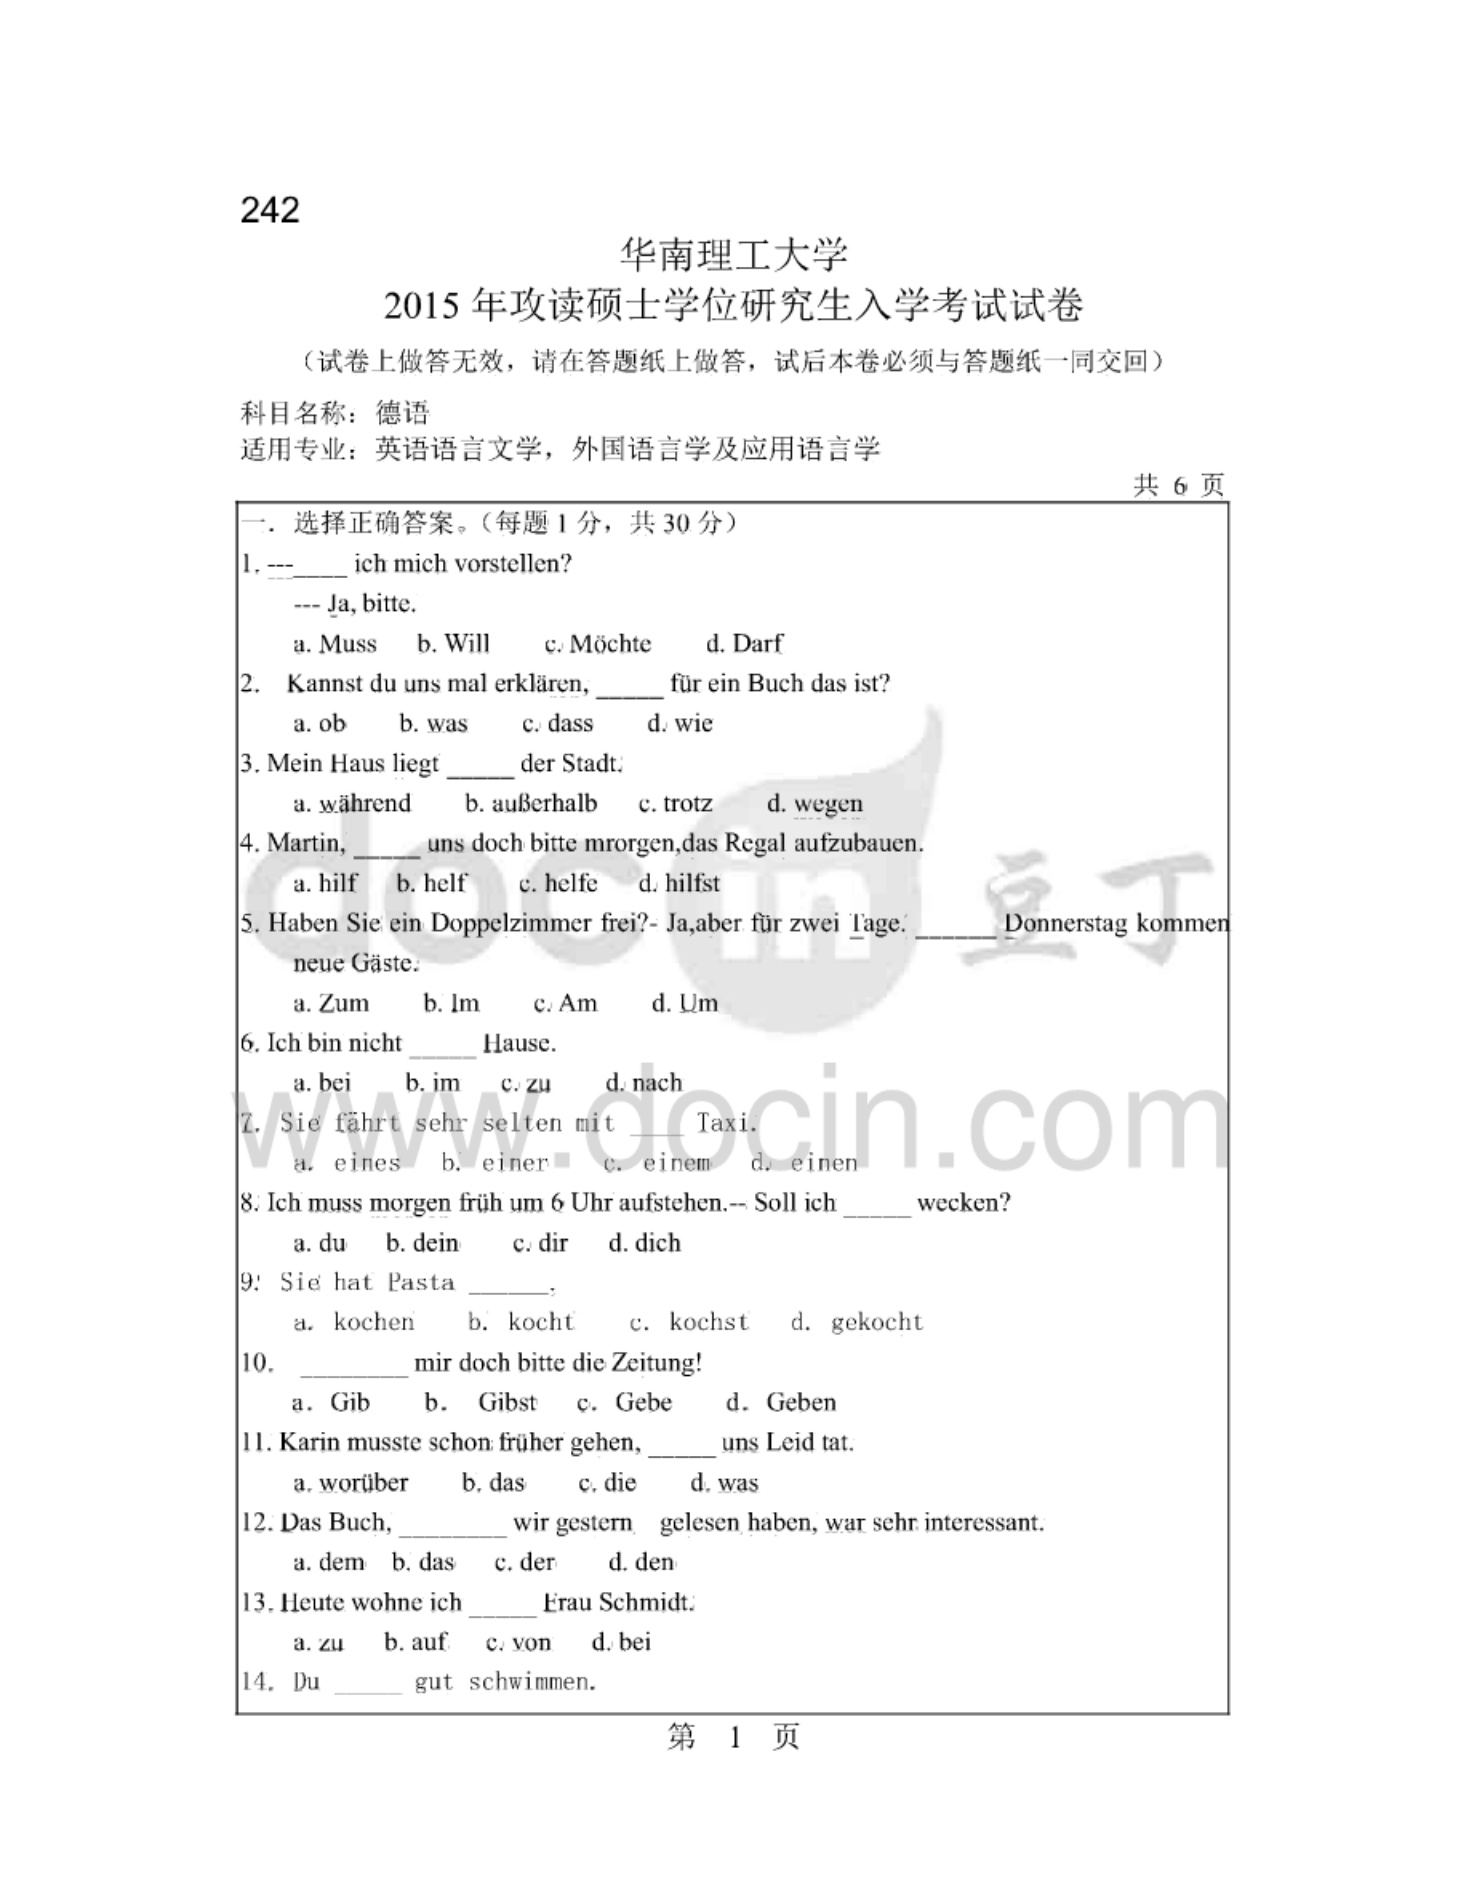 242
华南理工大学
2015 年攻读硕士学位研究生入学考试试卷
（试卷上做答无效，请在答题纸上做答，试后本卷必须与答题纸一同交回）
科目名称：德语
适用专业：英语语言文学，外国语言学及应用语言学
共 6 页
一．选择正确答案。（每题 1 分，共 30 分）
1. ---____ ich mich vorstellen?
--- Ja, bitte.
a. Muss b. Will c. Möchte d. Darf
2. Kannst du uns mal erklären, _____ für ein Buch das ist?
a. ob b. was c. dass d. wie
3. Mein Haus liegt _____ der Stadt.
a. während b. außerhalb c. trotz d. wegen
4. Martin, _____ uns doch bitte mrorgen,das Regal aufzubauen.
a. hilf b. helf c. helfe d. hilfst
5. Haben Sie ein Doppelzimmer frei?- Ja,aber für zwei Tage. ______ Donnerstag kommen
neue Gäste.
a. Zum b. Im c. Am d. Um
6. Ich bin nicht _____ Hause.
a. bei b. im c. zu d. nach
7. Sie fährt sehr selten mit ____ Taxi.
a. eines b. einer c. einem d. einen
8. Ich muss morgen früh um 6 Uhr aufstehen.-- Soll ich _____ wecken?
a. du b. dein c. dir d. dich
9. Sie hat Pasta ______.
a. kochen b. kocht c. kochst d. gekocht
10. ________ mir doch bitte die Zeitung!
a. Gib b. Gibst c. Gebe d. Geben
11. Karin musste schon früher gehen, _____ uns Leid tat.
a. worüber b. das c. die d. was
12. Das Buch, ________ wir gestern gelesen haben, war sehr interessant.
a. dem b. das c. der d. den
13. Heute wohne ich _____ Frau Schmidt.
a. zu b. auf c. von d. bei
14. Du _____ gut schwimmen.
第 1 页
docin 豆丁
www.docin.com